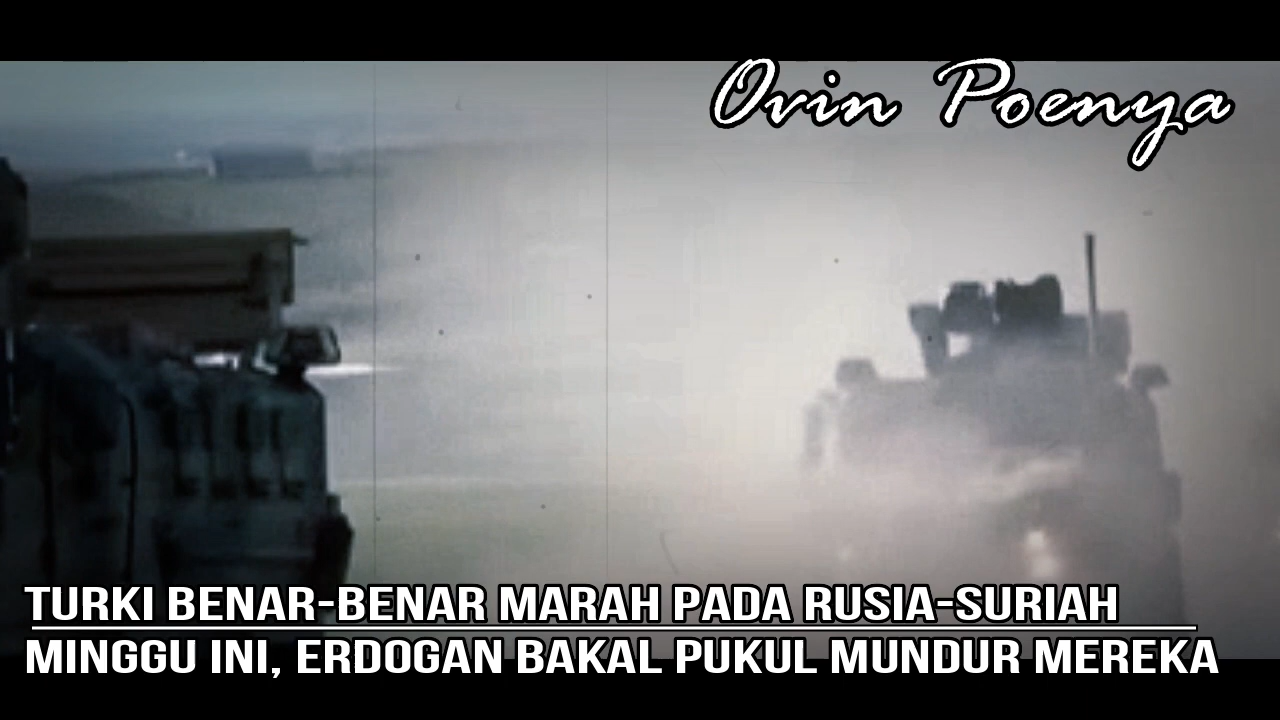 Ovin Poenya
TURKI BENAR-BENAR MARAH PADA RUSIA-SURIAH
MINGGU INI, ERDOGAN BAKAL PUKUL MUNDUR MEREKA